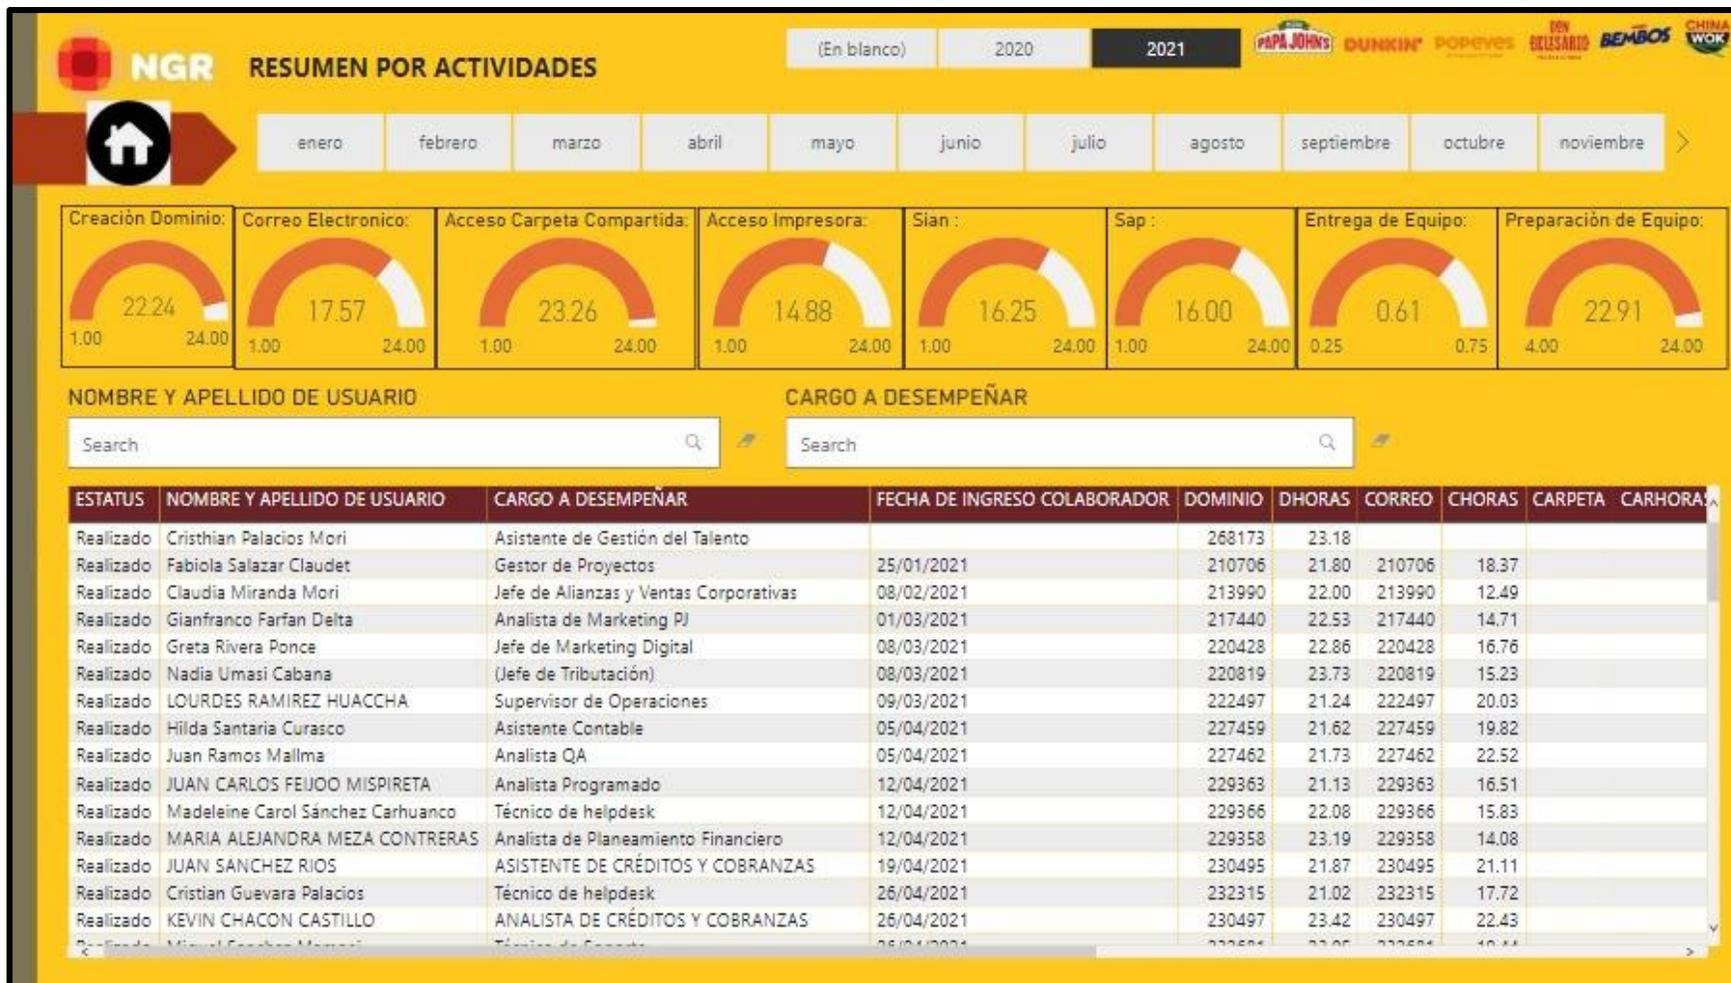 NGR
RESUMEN POR ACTIVIDADES
(En blanco) 2020 2021
PAPA JOHNS DUNKIN' POPEYES DON BELISARIO BEMBOS CHINA WOK
enero febrero marzo abril mayo junio julio agosto septiembre octubre noviembre
Creaciòn Dominio: Correo Electronico: Acceso Carpeta Compartida: Acceso Impresora: Sian : Sap : Entrega de Equipo: Preparaciòn de Equipo:
22.24 17.57 23.26 14.88 16.25 16.00 0.61 22.91
1.00 24.00 1.00 24.00 1.00 24.00 1.00 24.00 1.00 24.00 1.00 24.00 0.25 0.75 4.00 24.00
NOMBRE Y APELLIDO DE USUARIO CARGO A DESEMPEÑAR
Search Search
ESTATUS NOMBRE Y APELLIDO DE USUARIO CARGO A DESEMPEÑAR FECHA DE INGRESO COLABORADOR DOMINIO DHORAS CORREO CHORAS CARPETA CARHORAS
Realizado Cristhian Palacios Mori Asistente de Gestión del Talento 268173 23.18
Realizado Fabiola Salazar Claudet Gestor de Proyectos 25/01/2021 210706 21.80 210706 18.37
Realizado Claudia Miranda Mori Jefe de Alianzas y Ventas Corporativas 08/02/2021 213990 22.00 213990 12.49
Realizado Gianfranco Farfan Delta Analista de Marketing PJ 01/03/2021 217440 22.53 217440 14.71
Realizado Greta Rivera Ponce Jefe de Marketing Digital 08/03/2021 220428 22.86 220428 16.76
Realizado Nadia Umasi Cabana (Jefe de Tributación) 08/03/2021 220819 23.73 220819 15.23
Realizado LOURDES RAMIREZ HUACCHA Supervisor de Operaciones 09/03/2021 222497 21.24 222497 20.03
Realizado Hilda Santaria Curasco Asistente Contable 05/04/2021 227459 21.62 227459 19.82
Realizado Juan Ramos Mallma Analista QA 05/04/2021 227462 21.73 227462 22.52
Realizado JUAN CARLOS FEIJOO MISPIRETA Analista Programado 12/04/2021 229363 21.13 229363 16.51
Realizado Madeleine Carol Sánchez Carhuanco Técnico de helpdesk 12/04/2021 229366 22.08 229366 15.83
Realizado MARIA ALEJANDRA MEZA CONTRERAS Analista de Planeamiento Financiero 12/04/2021 229358 23.19 229358 14.08
Realizado JUAN SANCHEZ RIOS ASISTENTE DE CRÉDITOS Y COBRANZAS 19/04/2021 230495 21.87 230495 21.11
Realizado Cristian Guevara Palacios Técnico de helpdesk 26/04/2021 232315 21.02 232315 17.72
Realizado KEVIN CHACON CASTILLO ANALISTA DE CRÉDITOS Y COBRANZAS 26/04/2021 230497 23.42 230497 22.43